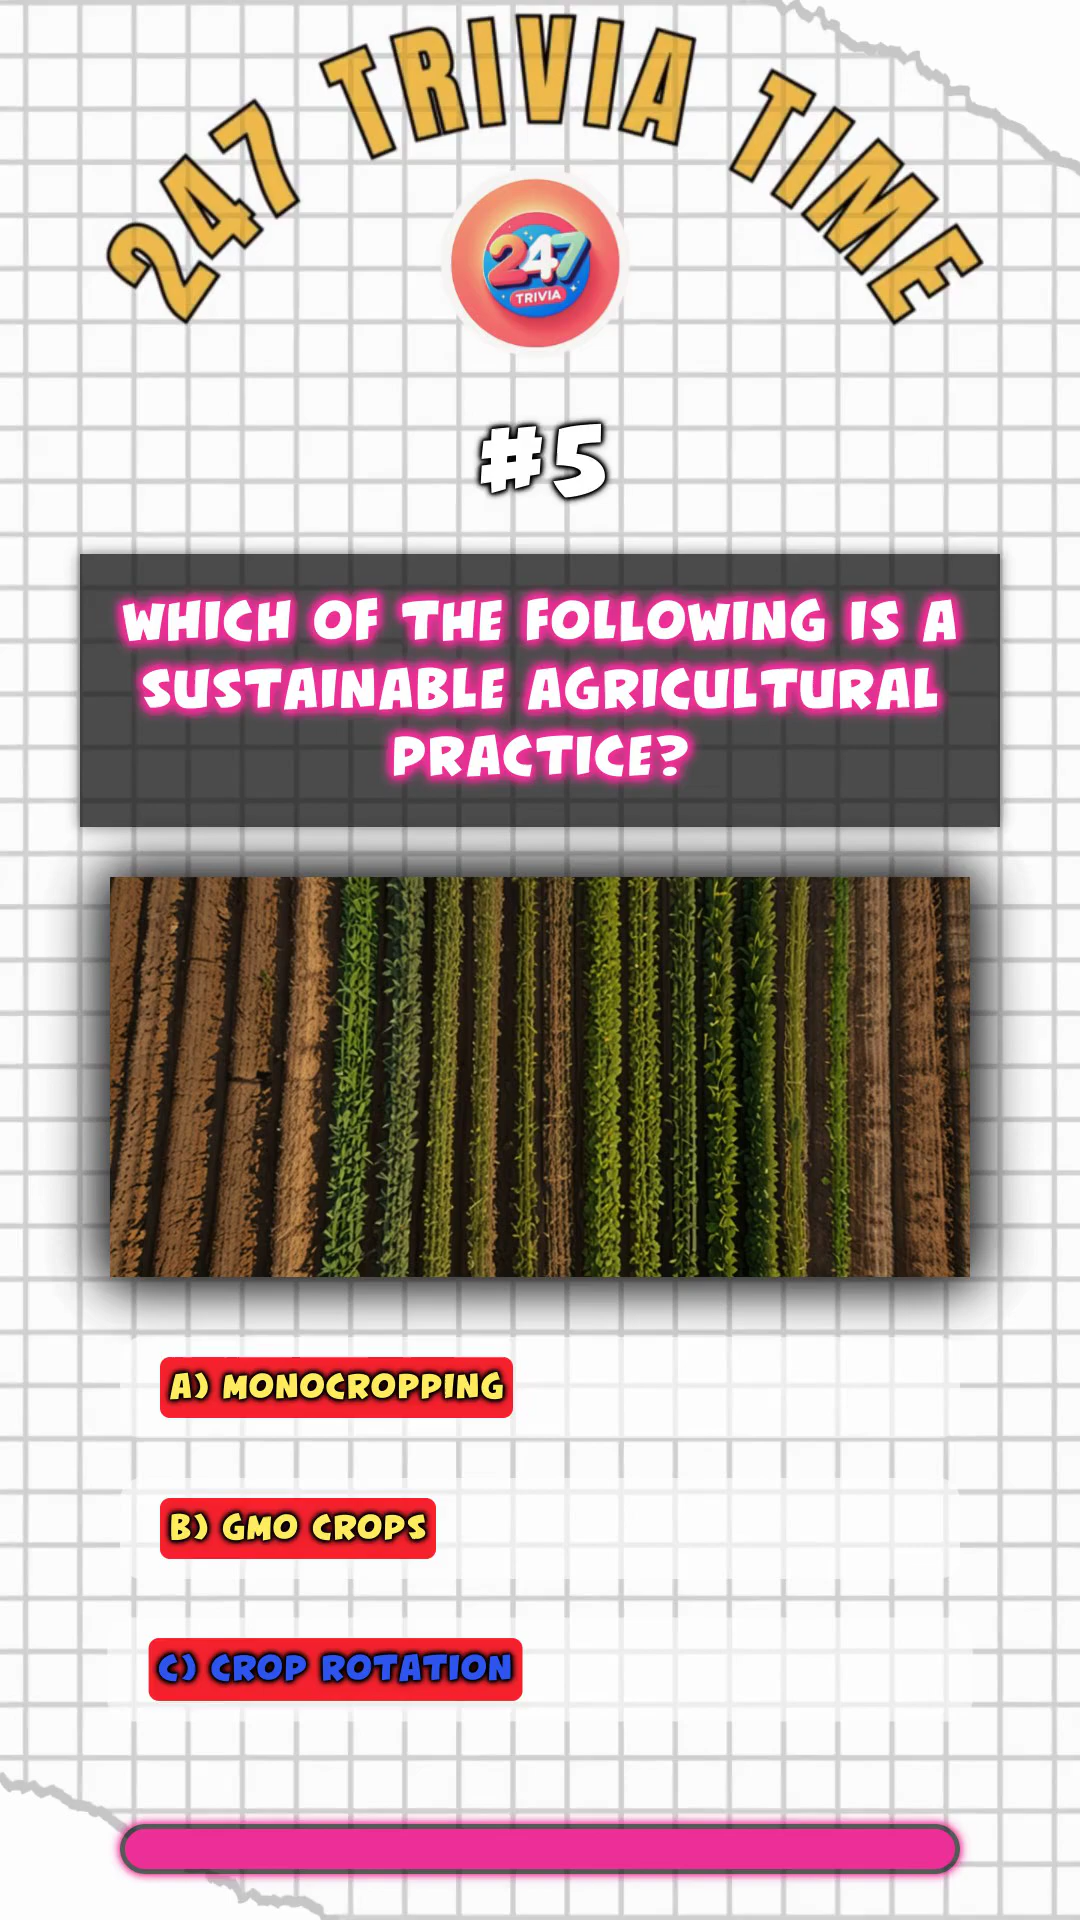 247 TRIVIA TIME
247
TRIVIA
#5
WHICH OF THE FOLLOWING IS A
SUSTAINABLE AGRICULTURAL
PRACTICE?
A) MONOCROPPING
B) GMO CROPS
C) CROP ROTATION